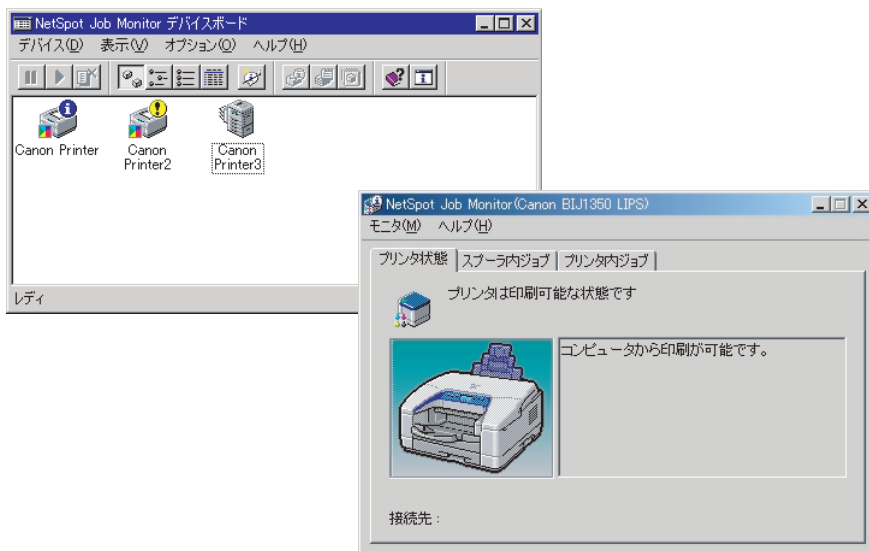 NetSpot Job Monitor デバイスボード
デバイス(D) 表示(V) オプション(O) ヘルプ(H)
Canon Printer
Canon Printer2
Canon Printer3
レディ
NetSpot Job Monitor(Canon BIJ1350 LIPS)
モニタ(M) ヘルプ(H)
プリンタ状態 スプーラ内ジョブ プリンタ内ジョブ
プリンタは印刷可能な状態です
コンピュータから印刷が可能です。
接続先 :